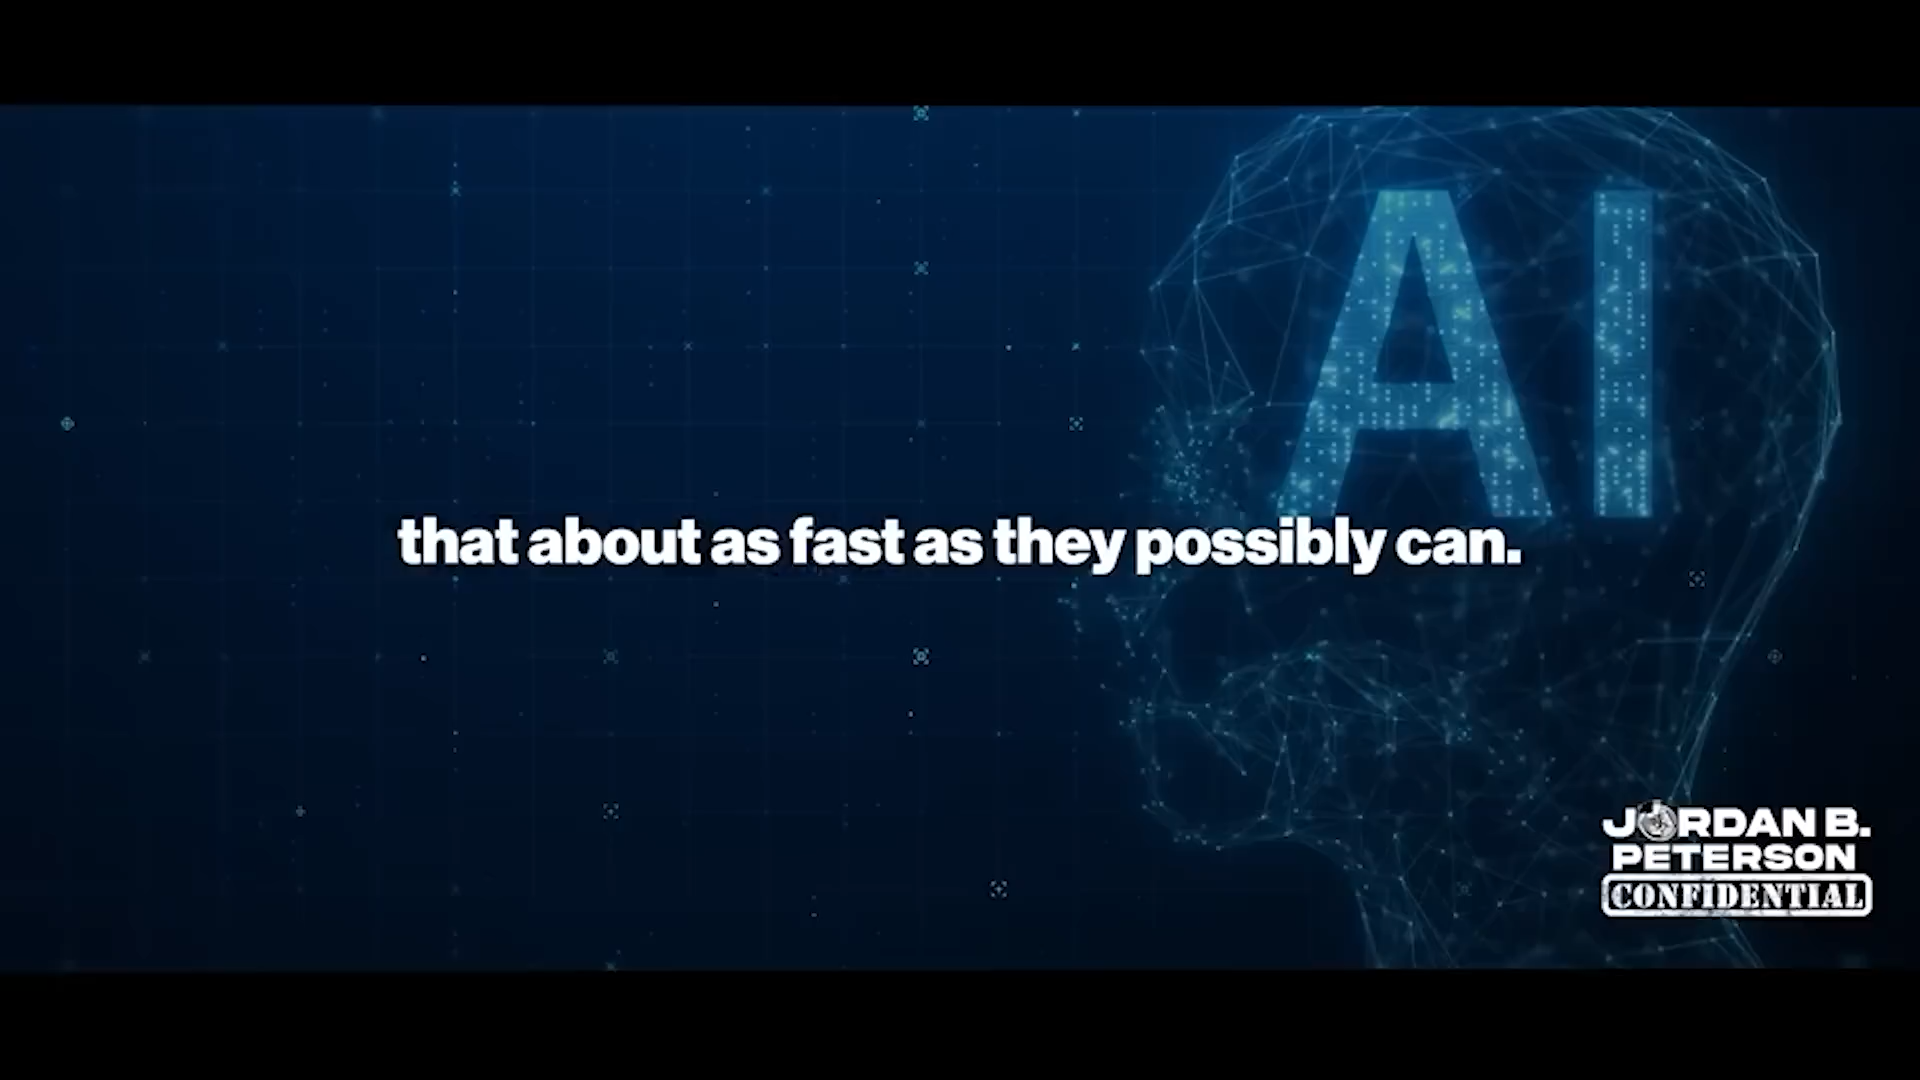 AI
that about as fast as they possibly can.
JORDAN B.
PETERSON
CONFIDENTIAL